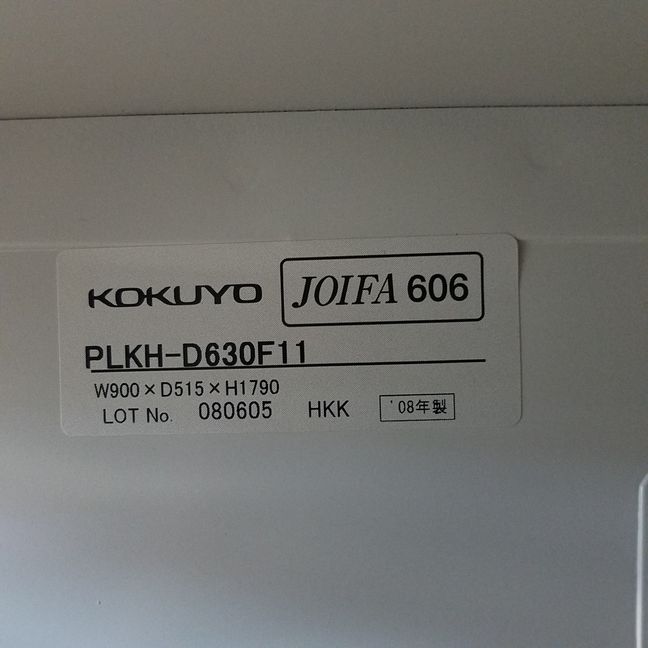 KOKUYO JOIFA 606
PLKH-D630F11
W900×D515×H1790
LOT No. 080605 HKK '08年製